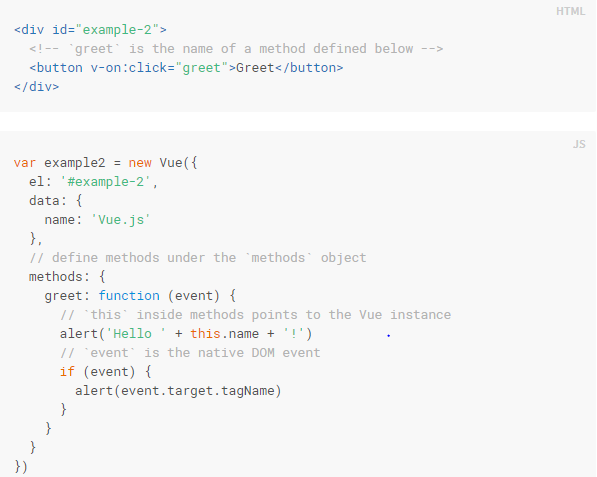 HTML
<div id="example-2">
  <!-- `greet` is the name of a method defined below -->
  <button v-on:click="greet">Greet</button>
</div>
JS
var example2 = new Vue({
  el: '#example-2',
  data: {
    name: 'Vue.js'
  },
  // define methods under the `methods` object
  methods: {
    greet: function (event) {
      // `this` inside methods points to the Vue instance
      alert('Hello ' + this.name + '!')
      // `event` is the native DOM event
      if (event) {
        alert(event.target.tagName)
      }
    }
  }
})